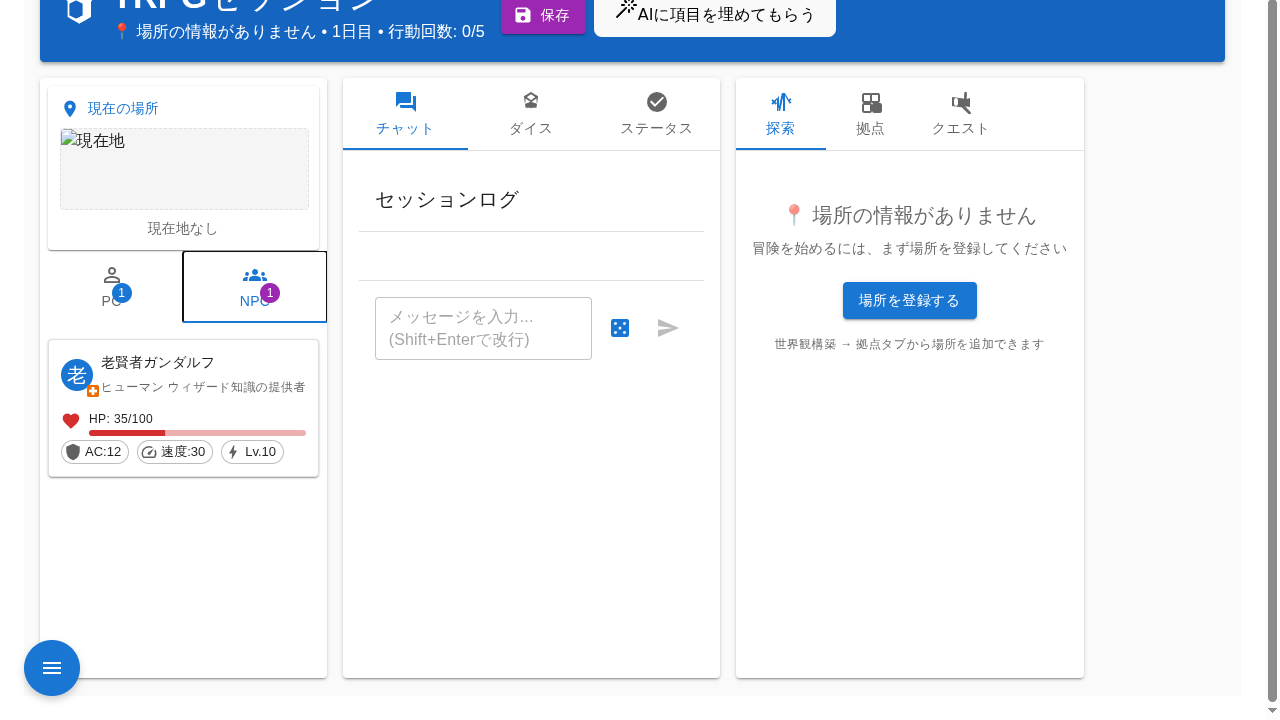 TRPGセッション
📍 場所の情報がありません • 1日目 • 行動回数: 0/5
保存
AIに項目を埋めてもらう
現在の場所
現在地
現在地なし
PC
1
NPC
1
老
老賢者ガンダルフ
ヒューマン ウィザード知識の提供者
HP: 35/100
AC:12
速度:30
Lv.10
チャット
ダイス
ステータス
セッションログ
メッセージを入力...
(Shift+Enterで改行)
探索
拠点
クエスト
📍 場所の情報がありません
冒険を始めるには、まず場所を登録してください
場所を登録する
世界観構築 → 拠点タブから場所を追加できます